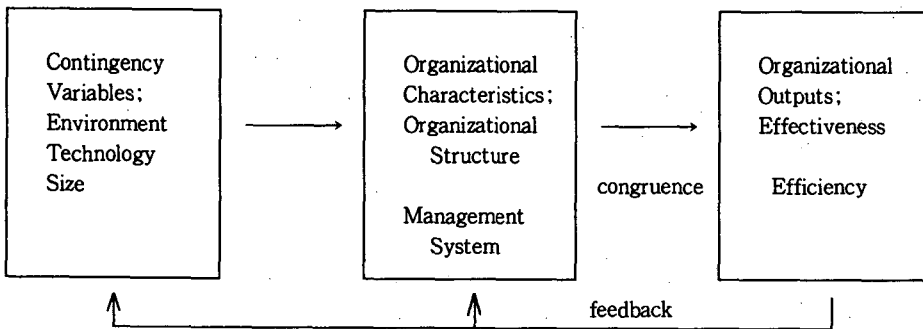 Contingency
Variables;
Environment
Technology
Size
Organizational
Characteristics;
Organizational
Structure
Management
System
congruence
Organizational
Outputs;
Effectiveness
Efficiency
feedback